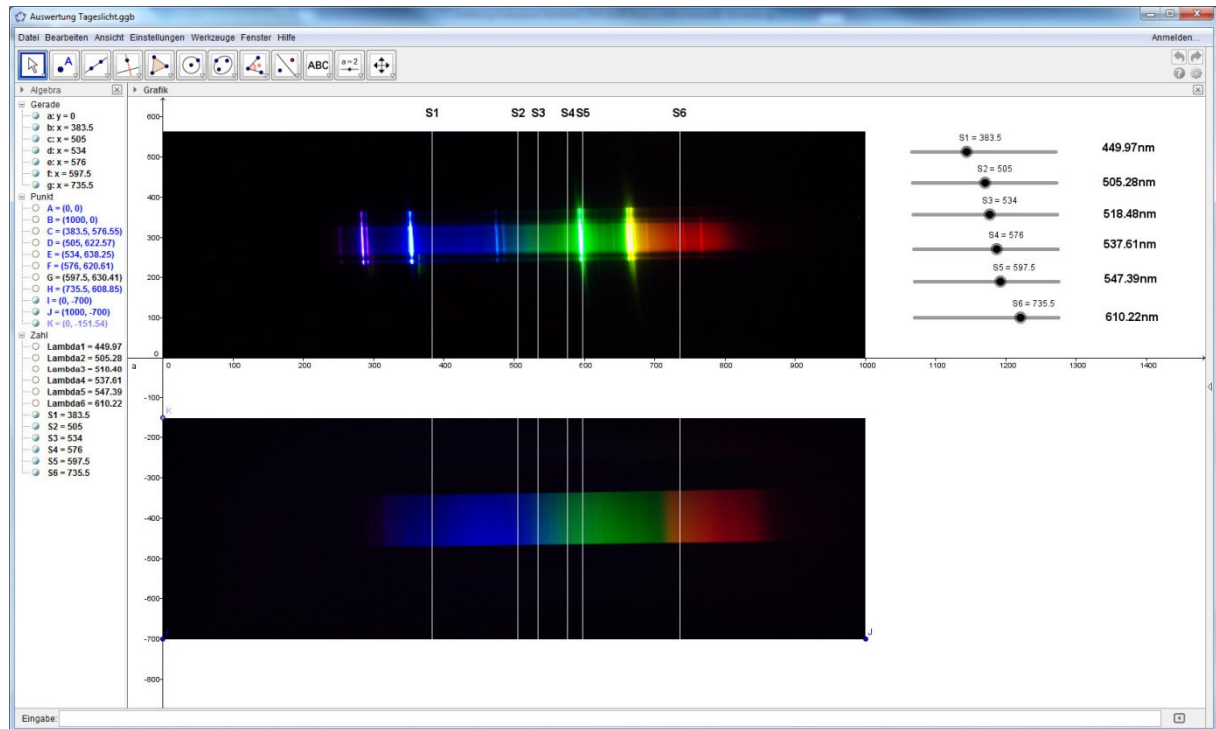 Auswertung Tageslicht.ggb
Datei Bearbeiten Ansicht Einstellungen Werkzeuge Fenster Hilfe
Anmelden...
A
ABC
a=2
Algebra
Grafik
Gerade
a: y = 0
b: x = 383.5
c: x = 505
d: x = 534
e: x = 576
f: x = 597.5
g: x = 735.5
Punkt
A = (0, 0)
B = (1000, 0)
C = (383.5, 576.55)
D = (505, 622.57)
E = (534, 638.25)
F = (576, 620.61)
G = (597.5, 630.41)
H = (735.5, 608.85)
I = (0, -700)
J = (1000, -700)
K = (0, -151.54)
Zahl
Lambda1 = 449.97
Lambda2 = 505.28
Lambda4 = 537.61
Lambda5 = 547.39
Lambda6 = 610.22
S1 = 383.5
S2 = 505
S3 = 534
S4 = 576
S5 = 597.5
S6 = 735.5
S1 S2 S3 S4 S5 S6
600
500
400
300
200
100
0
a 0 100 200 300 400 500 600 700 800 900 1000 1100 1200 1300 1400
-100
-200
-300
-400
-500
-600
-700
-800
K
J
S1 = 383.5
449.97nm
S2 = 505
505.28nm
S3 = 534
518.48nm
S4 = 576
537.61nm
S5 = 597.5
547.39nm
S6 = 735.5
610.22nm
Eingabe: